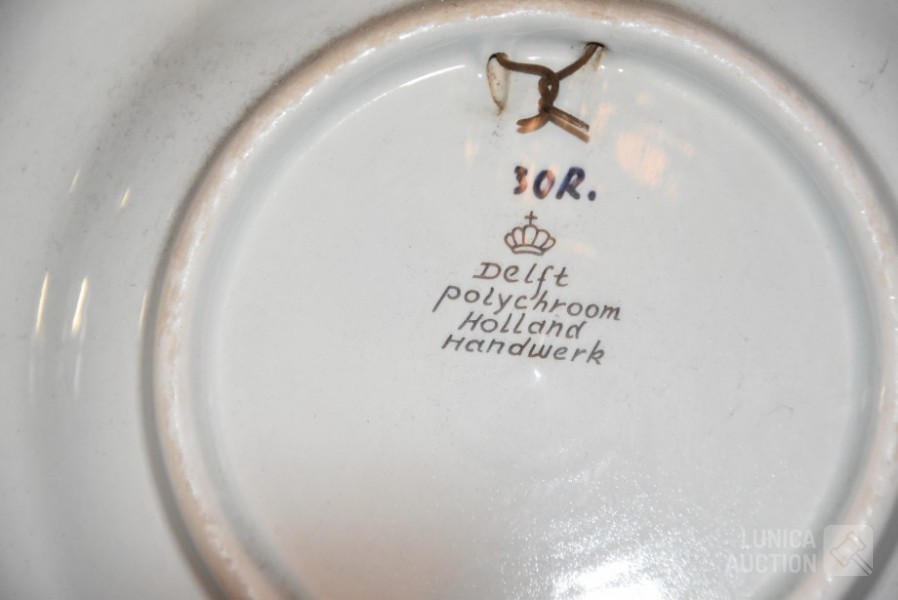 30R.
Delft
polychroom
Holland
Handwerk
LUNICA
AUCTION